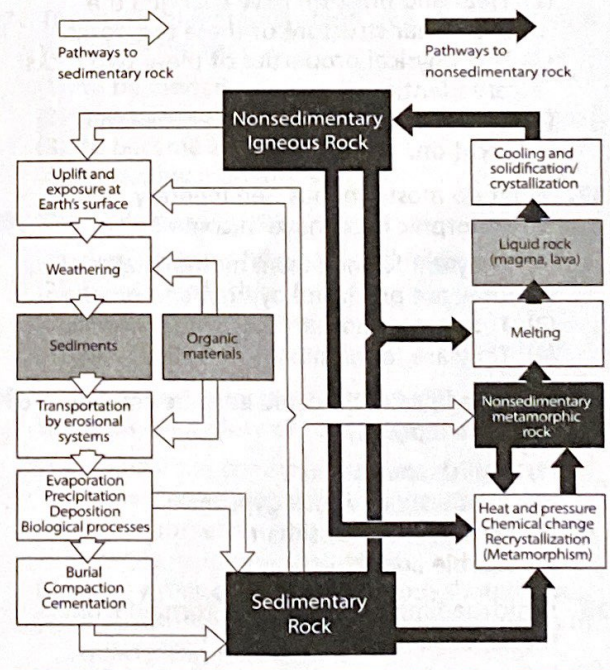 Pathways to
sedimentary rock
Pathways to
nonsedimentary rock
Nonsedimentary
Igneous Rock
Uplift and
exposure at
Earth's surface
Weathering
Sediments
Organic
materials
Transportation
by erosional
systems
Evaporation
Precipitation
Deposition
Biological processes
Burial
Compaction
Cementation
Cooling and
solidification/
crystallization
Liquid rock
(magma, lava)
Melting
Nonsedimentary
metamorphic
rock
Heat and pressure
Chemical change
Recrystallization
(Metamorphism)
Sedimentary
Rock